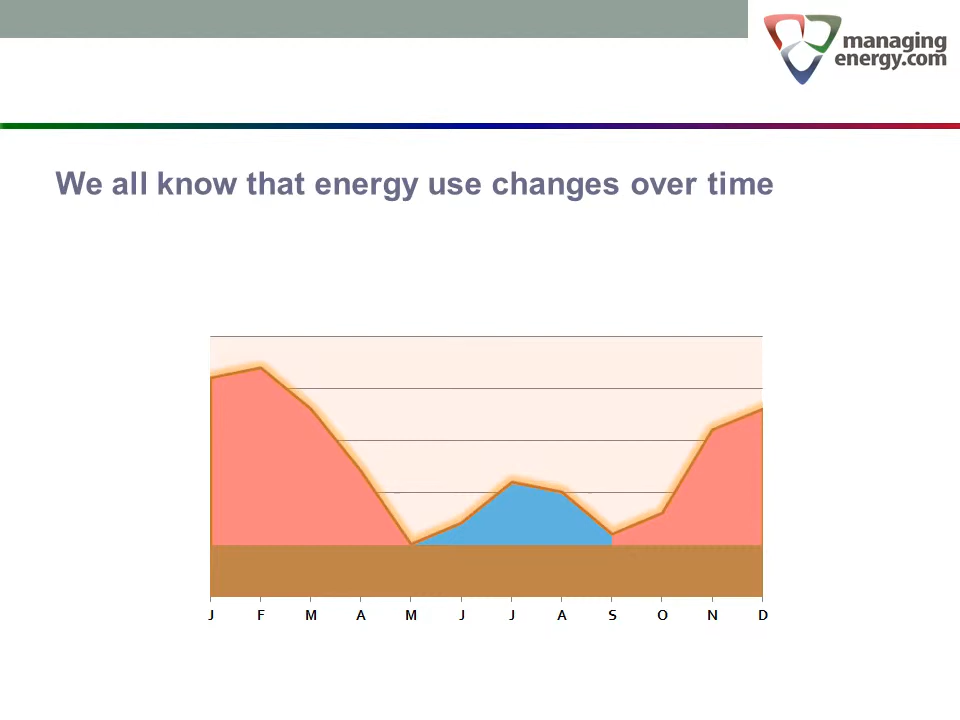 managing
energy.com
We all know that energy use changes over time
J F M A M J J A S O N D